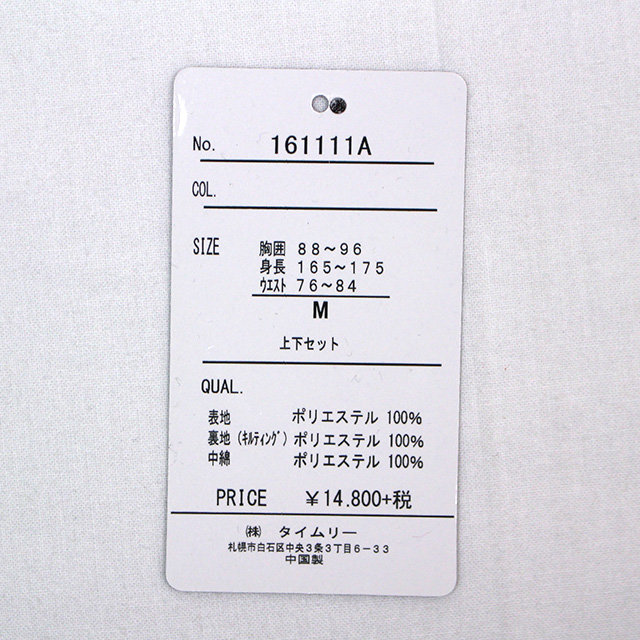 No. 161111A
COL.
SIZE 胸囲 88～96
身長 165～175
ｳｴｽﾄ 76～84
M
上下セット
QUAL.
表地 ポリエステル 100%
裏地(ｷﾙﾃｨﾝｸﾞ) ポリエステル 100%
中綿 ポリエステル 100%
PRICE ￥14.800+税
㈱ タイムリー
札幌市白石区中央3条3丁目6－33
中国製